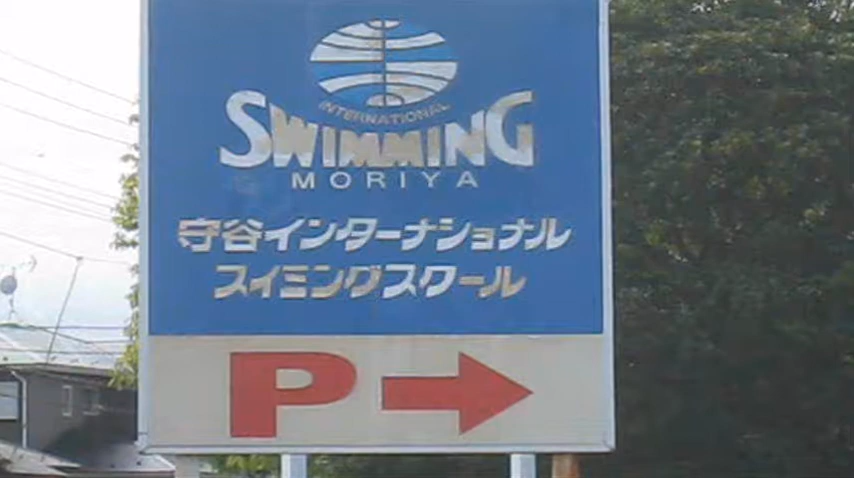 INTERNATIONAL
SWIMMING
MORIYA
守谷インターナショナル
スイミングスクール
P→